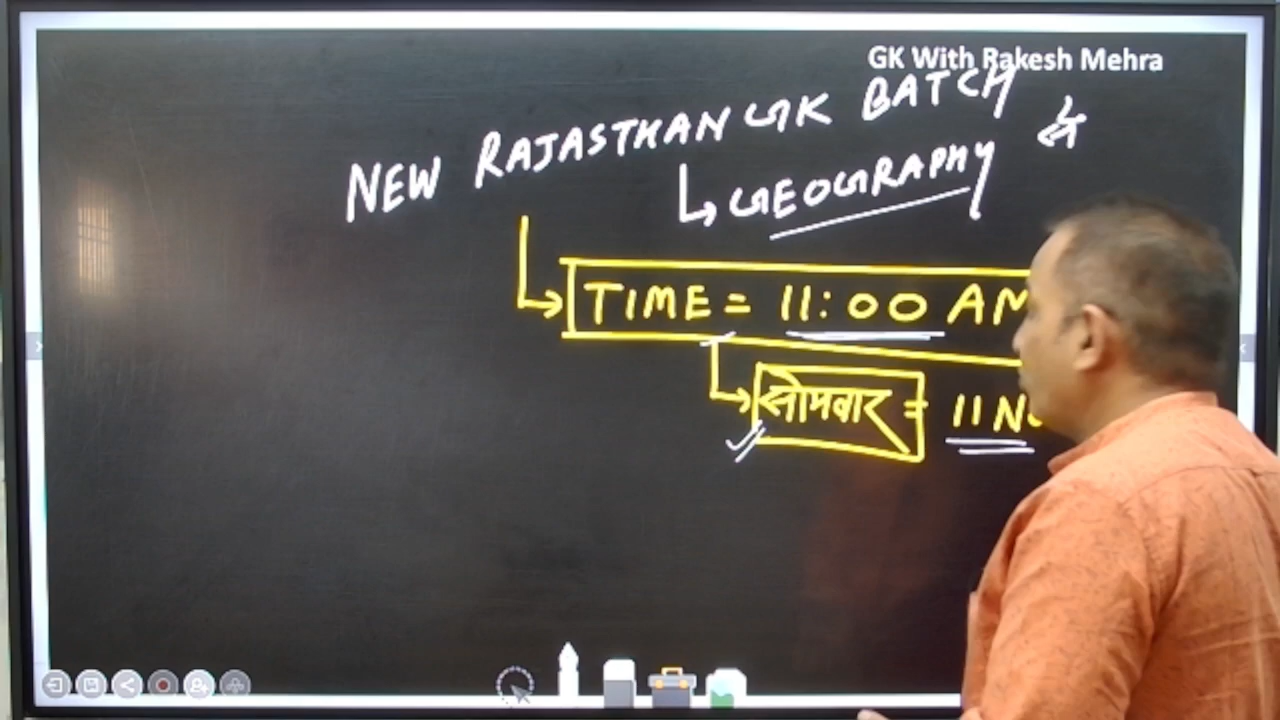 GK With Rakesh Mehra
NEW RAJASTHAN GK BATCH
GEOGRAPHY
TIME = 11:00 AM
सोमवार = 11